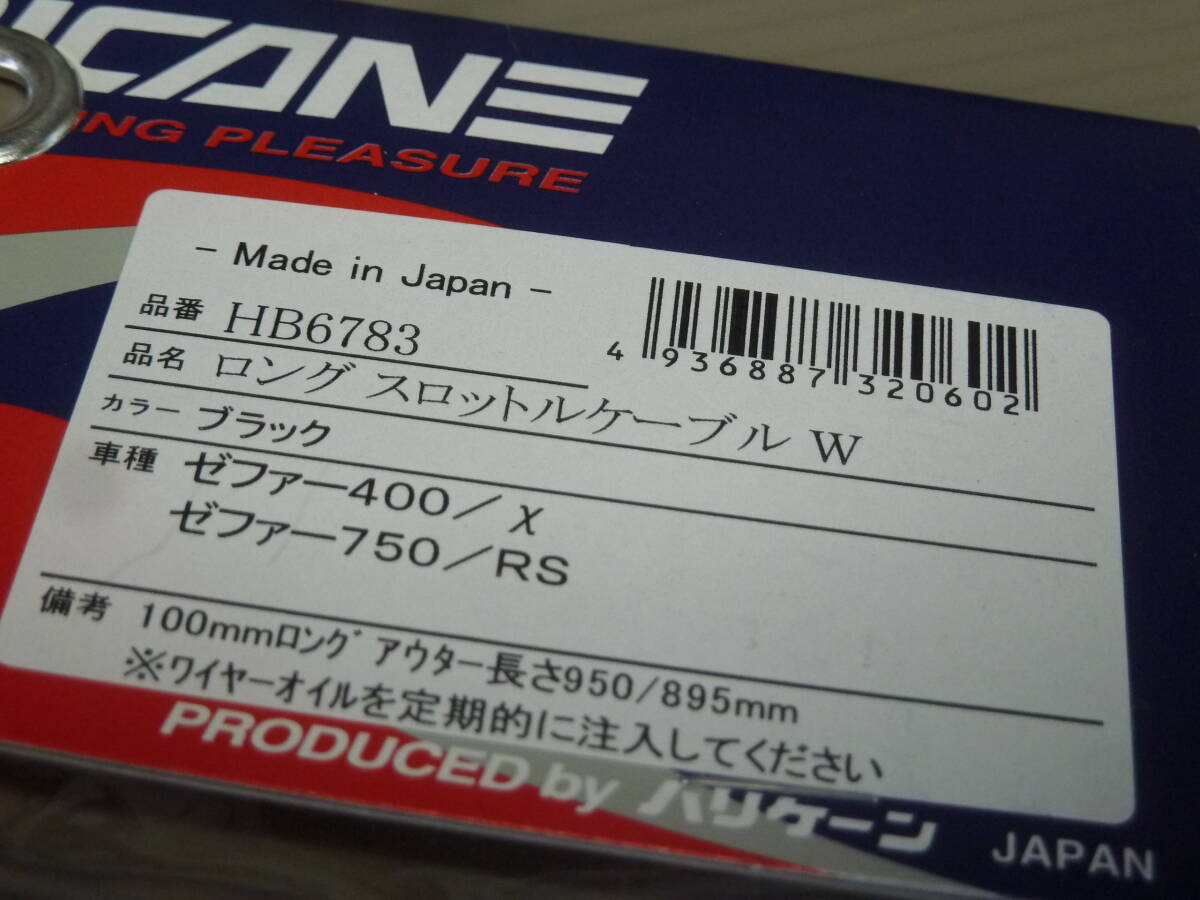 RICANE
ING PLEASURE
− Made in Japan −
品番 HB6783
4 936887 320602
品名 ロング スロットルケーブル W
カラー ブラック
車種 ゼファー400/χ
ゼファー750/RS
備考 100mmロング アウター長さ950/895mm
※ワイヤーオイルを定期的に注入してください
PRODUCED by ハリケーン
JAPAN